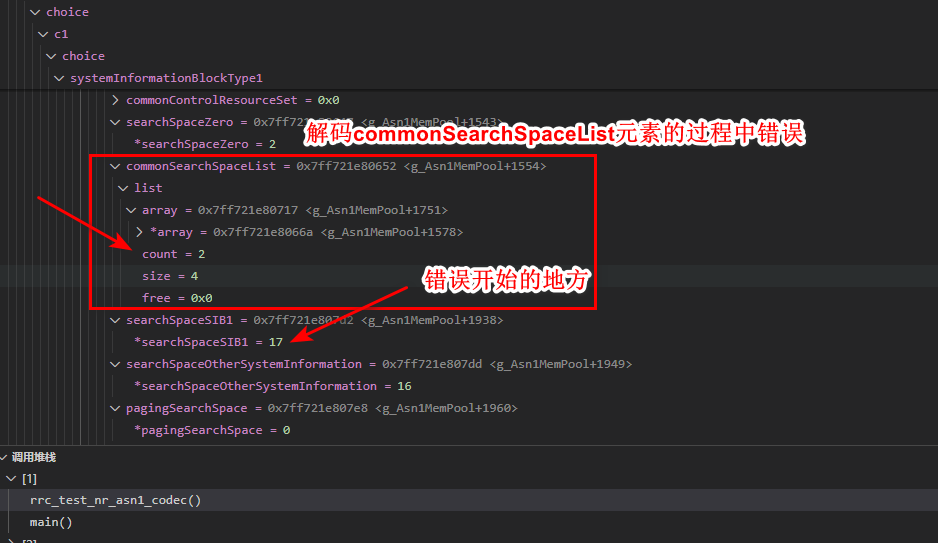 choice
c1
choice
systemInformationBlockType1
commonControlResourceSet = 0x0
searchSpaceZero = 0x7ff721 +1543>
解码commonSearchSpaceList元素的过程中错误
*searchSpaceZero = 2
commonSearchSpaceList = 0x7ff721e80652 <g_Asn1MemPool+1554>
list
array = 0x7ff721e80717 <g_Asn1MemPool+1751>
*array = 0x7ff721e8066a <g_Asn1MemPool+1578>
count = 2
size = 4
错误开始的地方
free = 0x0
searchSpaceSIB1 = 0x7ff721e807d2 <g_Asn1MemPool+1938>
*searchSpaceSIB1 = 17
searchSpaceOtherSystemInformation = 0x7ff721e807dd <g_Asn1MemPool+1949>
*searchSpaceOtherSystemInformation = 16
pagingSearchSpace = 0x7ff721e807e8 <g_Asn1MemPool+1960>
*pagingSearchSpace = 0
调用堆栈
[1]
rrc_test_nr_asn1_codec()
main()
[2]